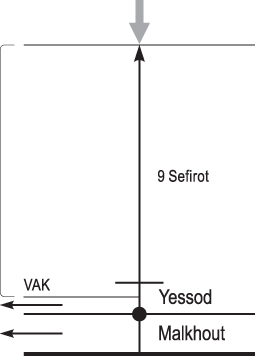 9 Sefirot
VAK
Yessod
Malkhout